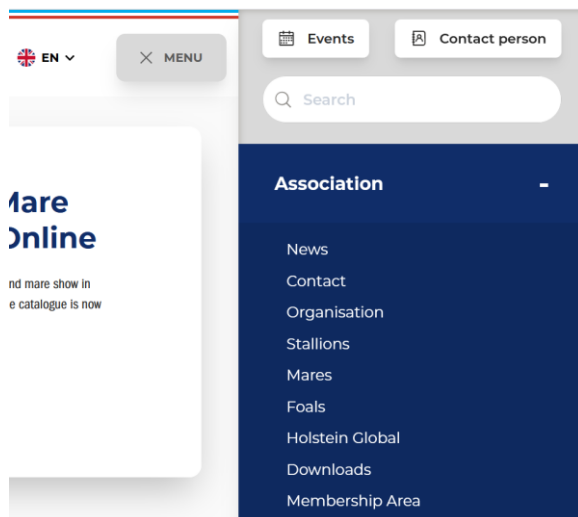 EN
MENU
Events
Contact person
Search
Association
News
Contact
Organisation
Stallions
Mares
Foals
Holstein Global
Downloads
Membership Area
Mare
Online
nd mare show in
e catalogue is now